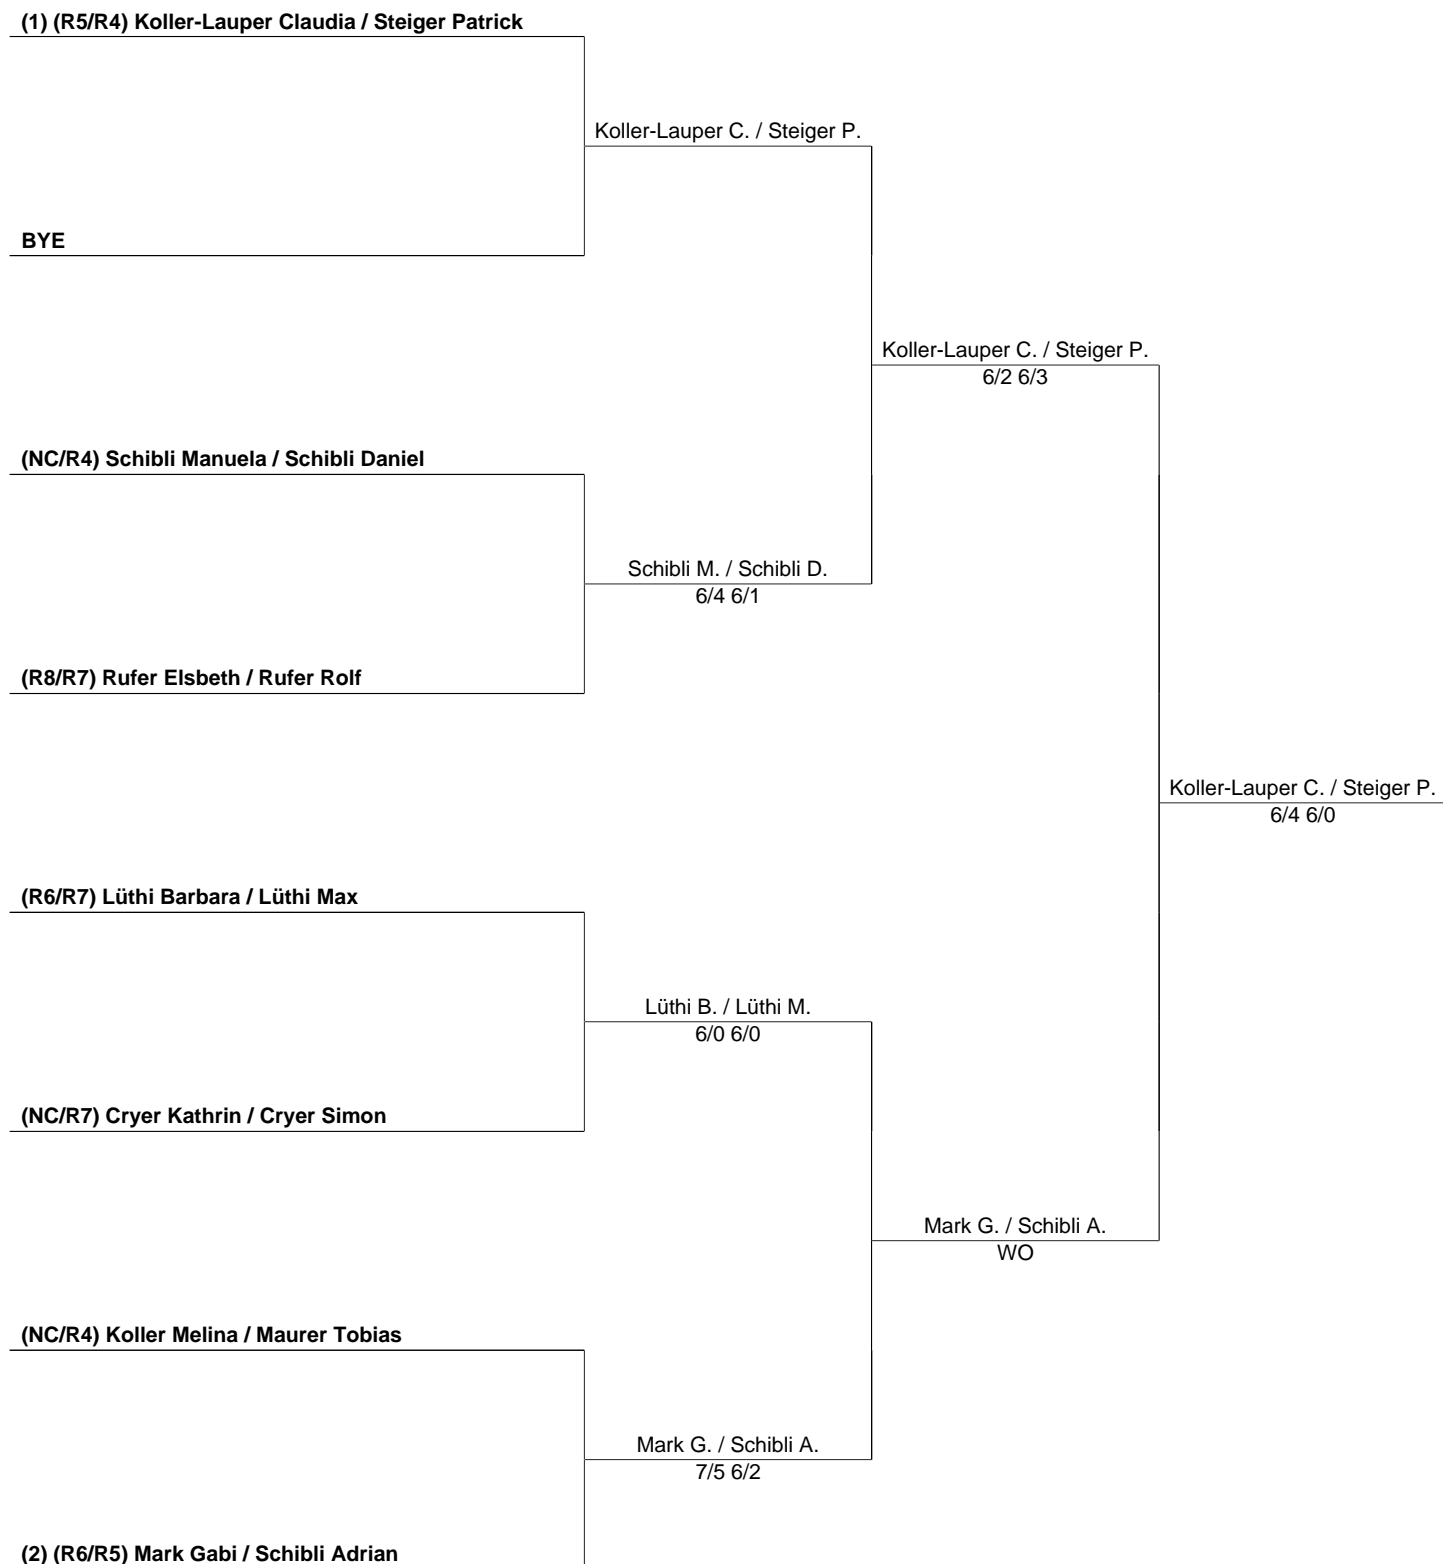 (1) (R5/R4) Koller-Lauper Claudia / Steiger Patrick
Koller-Lauper C. / Steiger P.
BYE
Koller-Lauper C. / Steiger P.
6/2 6/3
(NC/R4) Schibli Manuela / Schibli Daniel
Schibli M. / Schibli D.
6/4 6/1
(R8/R7) Rufer Elsbeth / Rufer Rolf
Koller-Lauper C. / Steiger P.
6/4 6/0
(R6/R7) Lüthi Barbara / Lüthi Max
Lüthi B. / Lüthi M.
6/0 6/0
(NC/R7) Cryer Kathrin / Cryer Simon
Mark G. / Schibli A.
WO
(NC/R4) Koller Melina / Maurer Tobias
Mark G. / Schibli A.
7/5 6/2
(2) (R6/R5) Mark Gabi / Schibli Adrian